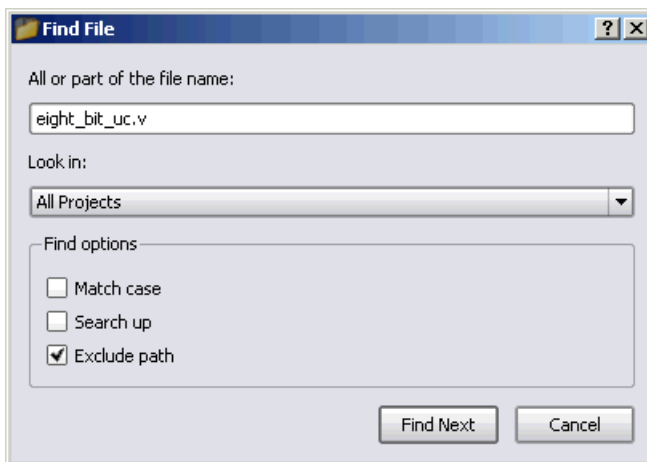 Find File
All or part of the file name:
eight_bit_uc.v
Look in:
All Projects
Find options
Match case
Search up
Exclude path
Find Next Cancel